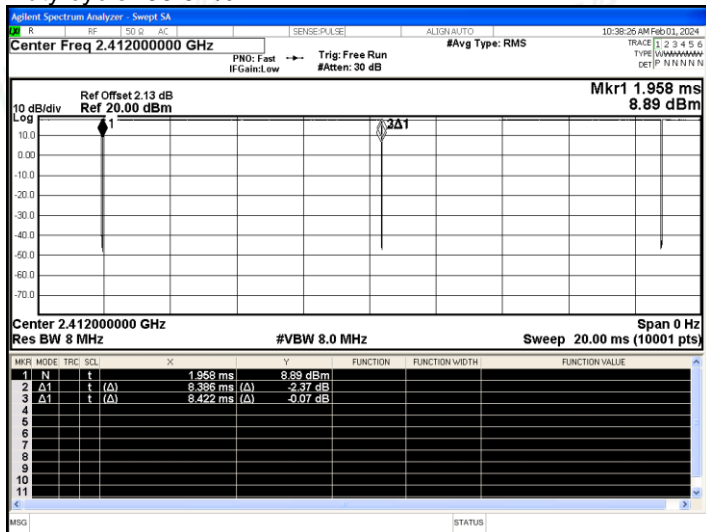 Agilent Spectrum Analyzer - Swept SA
R RF 50 Ω AC SENSE:PULSE ALIGN AUTO 10:38:26 AM Feb 01, 2024
Center Freq 2.412000000 GHz #Avg Type: RMS TRACE 1 2 3 4 5 6
PNO: Fast Trig: Free Run TYPE
IFGain:Low #Atten: 30 dB DET P N N N N N
Mkr1 1.958 ms
Ref Offset 2.13 dB
10 dB/div Ref 20.00 dBm 8.89 dBm
Log
1 3Δ1
10.0
0.00
-10.0
-20.0
-30.0
-40.0
-50.0
-60.0
-70.0
Center 2.412000000 GHz Span 0 Hz
Res BW 8 MHz #VBW 8.0 MHz Sweep 20.00 ms (10001 pts)
MKR MODE TRC SCL X Y FUNCTION FUNCTION WIDTH FUNCTION VALUE
1 N t 1.958 ms 8.89 dBm
2 Δ1 t (Δ) 8.386 ms (Δ) -2.37 dB
3 Δ1 t (Δ) 8.422 ms (Δ) -0.07 dB
4
5
6
7
8
9
10
11
MSG STATUS